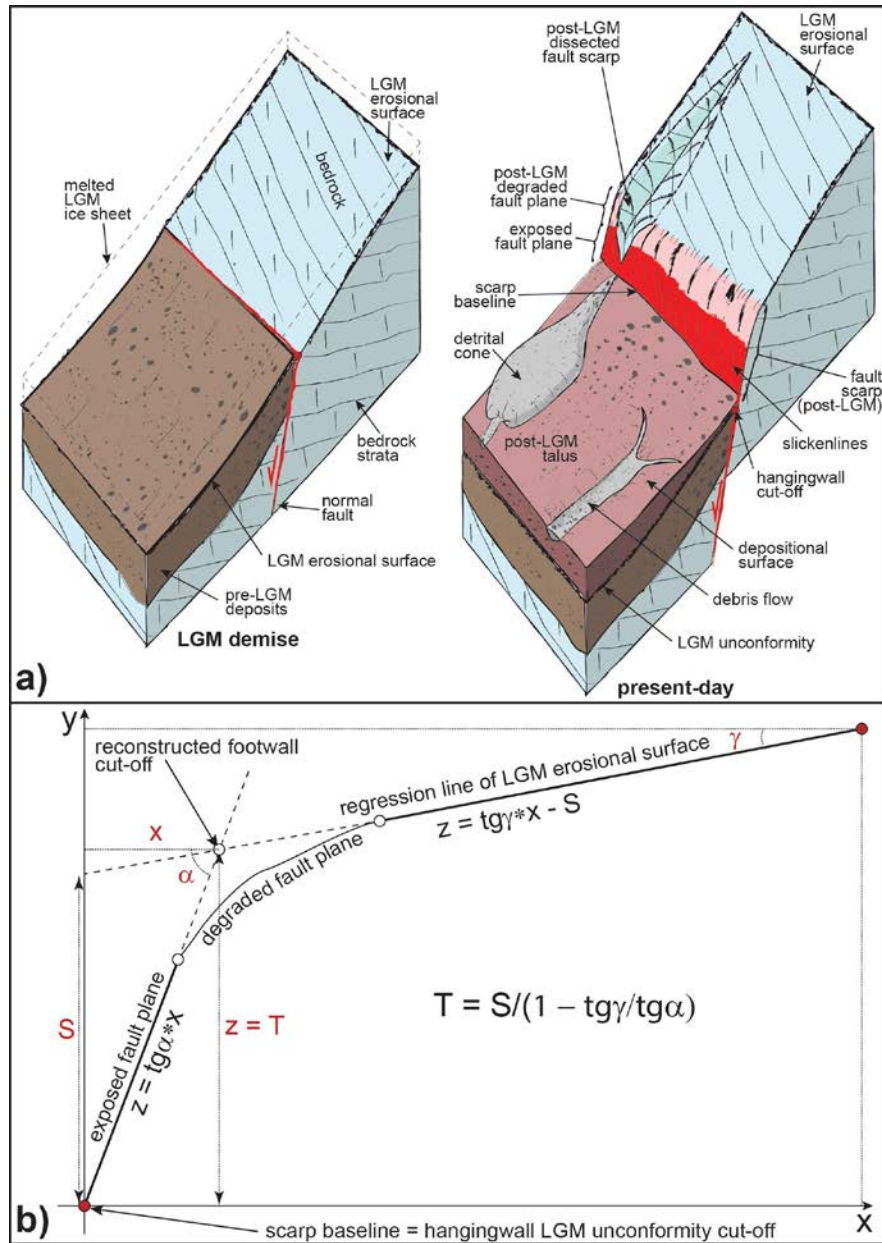 LGM
erosional
surface
bedrock
melted
LGM
ice sheet
bedrock
strata
normal
fault
LGM erosional surface
pre-LGM
deposits
LGM demise
a)
post-LGM
dissected
fault scarp
LGM
erosional
surface
post-LGM
degraded
fault plane
exposed
fault plane
scarp
baseline
detrital
cone
post-LGM
talus
fault
scarp
(post-LGM)
slickenlines
hangingwall
cut-off
depositional
surface
debris flow
LGM unconformity
present-day
y
reconstructed footwall
cut-off
regression line of LGM erosional surface
γ
z = tgγ*x - S
x
α
degraded fault plane
exposed fault plane
z = tgα*x
S
z = T
T = S/(1 – tgγ/tgα)
b)
scarp baseline = hangingwall LGM unconformity cut-off
x